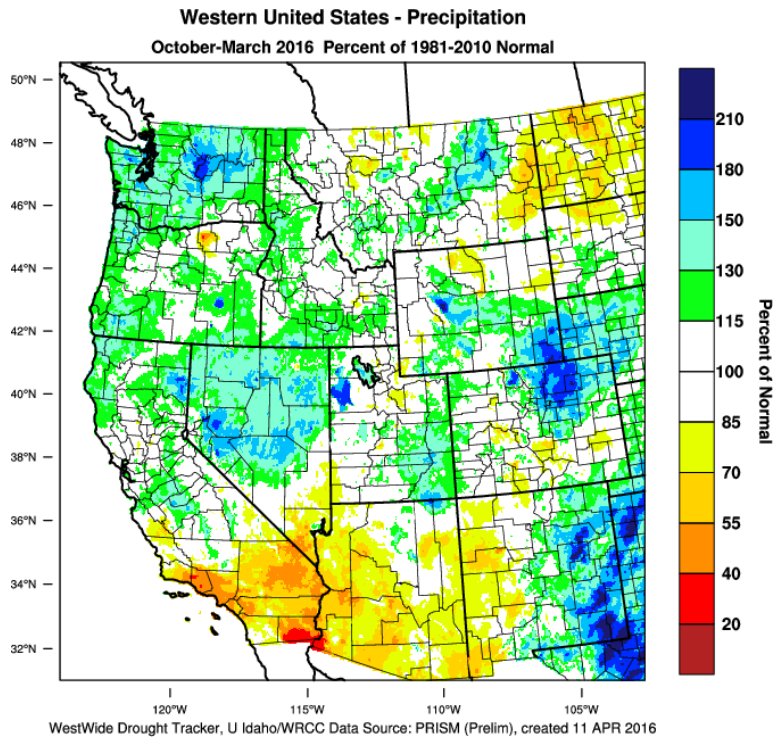 Western United States - Precipitation
October-March 2016  Percent of 1981-2010 Normal
50°N
48°N
46°N
44°N
42°N
40°N
38°N
36°N
34°N
32°N
120°W
115°W
110°W
105°W
210
180
150
130
115
100
85
70
55
40
20
Percent of Normal
WestWide Drought Tracker, U Idaho/WRCC Data Source: PRISM (Prelim), created 11 APR 2016